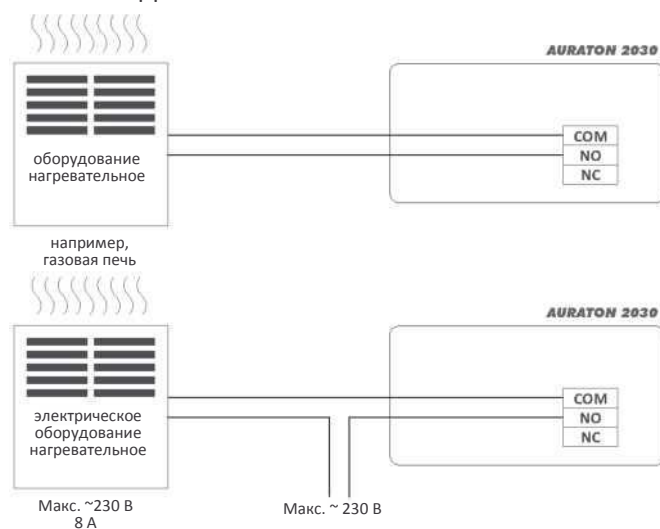 AURATON 2030
COM
NO
NC
оборудование
нагревательное
например,
газовая печь
AURATON 2030
COM
NO
NC
электрическое
оборудование
нагревательное
Макс. ~230 В
8 А
Макс. ~ 230 В